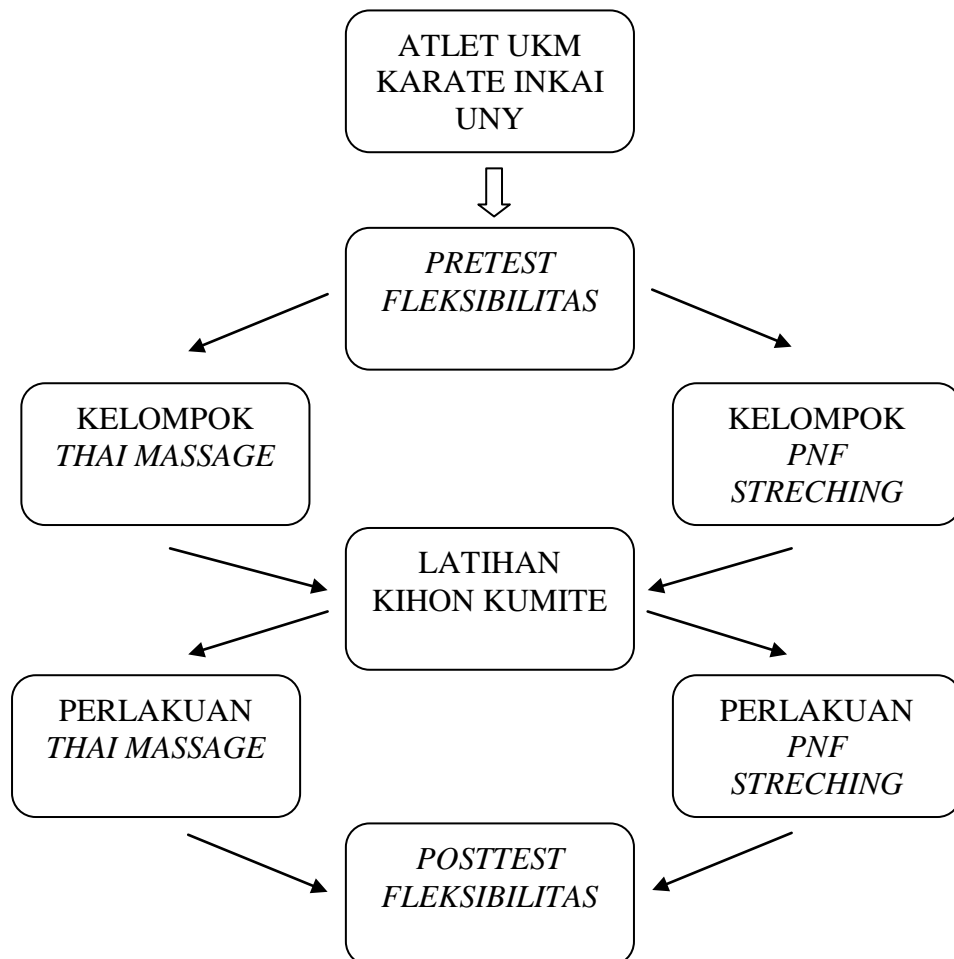 ATLET UKM
KARATE INKAI
UNY
PRETEST
FLEKSIBILITAS
KELOMPOK
THAI MASSAGE
KELOMPOK
PNF
STRECHING
LATIHAN
KIHON KUMITE
PERLAKUAN
THAI MASSAGE
PERLAKUAN
PNF
STRECHING
POSTTEST
FLEKSIBILITAS